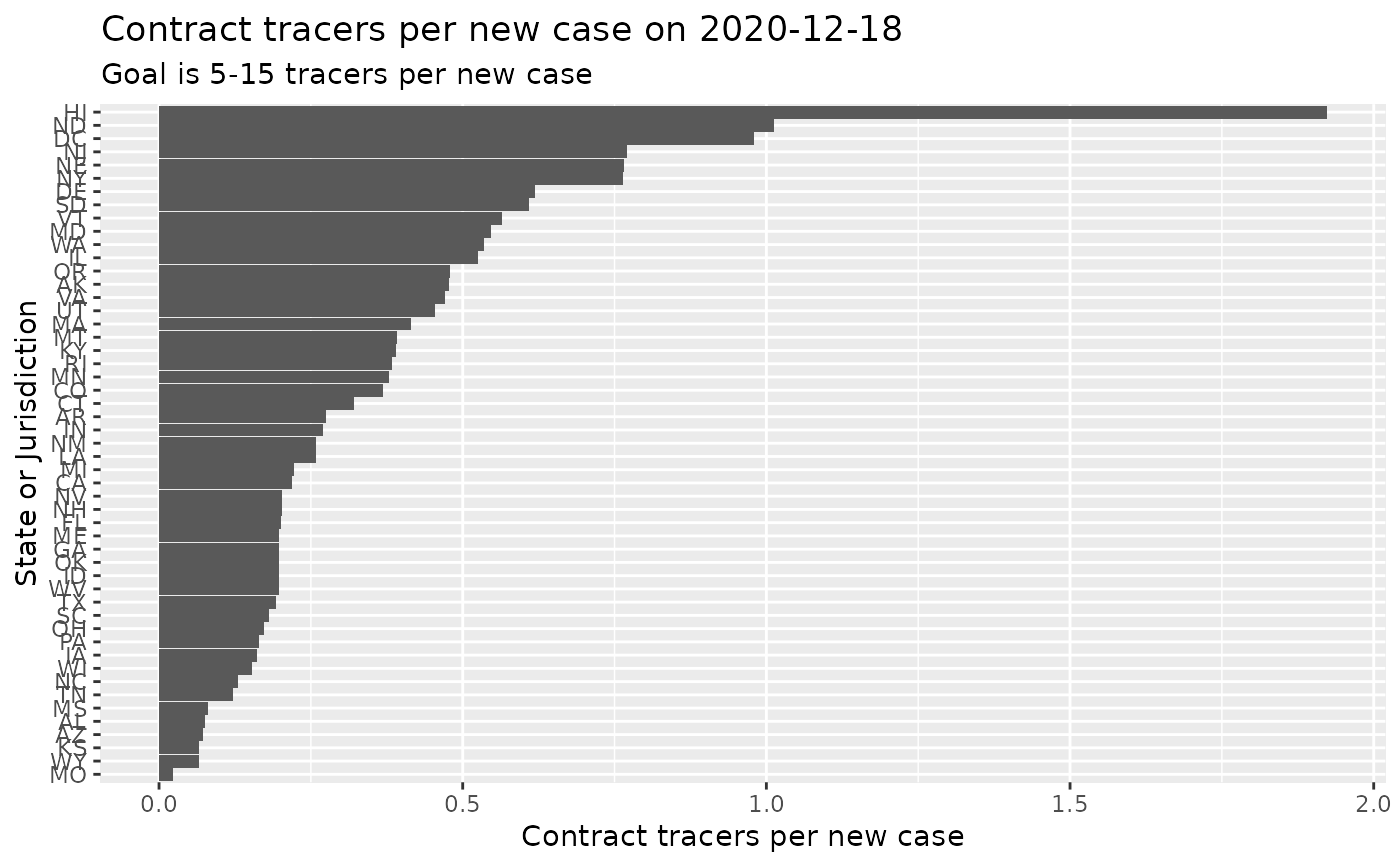 Contract tracers per new case on 2020-12-18
Goal is 5-15 tracers per new case
State or Jurisdiction
HI
ND
DC
NJ
NE
NY
DE
SD
VT
MD
WA
IL
OR
AK
VA
UT
MA
MT
KY
RI
MN
CO
CT
AR
IN
NM
LA
MI
CA
NV
NH
FL
ME
GA
OK
ID
WV
TX
SC
OH
PA
IA
WI
NC
TN
MS
AL
AZ
KS
WY
MO
0.0 0.5 1.0 1.5 2.0
Contract tracers per new case